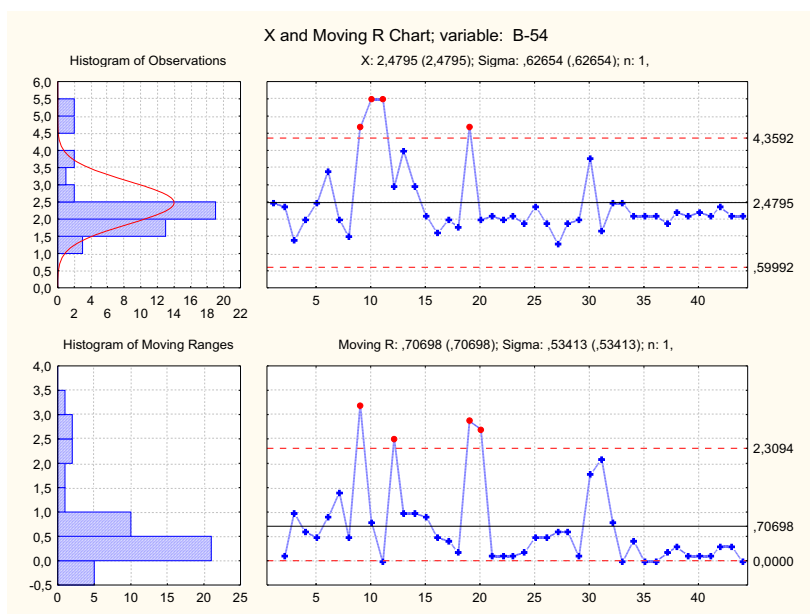 X and Moving R Chart; variable: B-54
Histogram of Observations
X: 2,4795 (2,4795); Sigma: ,62654 (,62654); n: 1,
6,0
5,5
5,0
4,5
4,0
3,5
3,0
2,5
2,0
1,5
1,0
0,5
0,0
0 4 8 12 16 20
2 6 10 14 18 22
4,3592
2,4795
,59992
5 10 15 20 25 30 35 40
Histogram of Moving Ranges
Moving R: ,70698 (,70698); Sigma: ,53413 (,53413); n: 1,
4,0
3,5
3,0
2,5
2,0
1,5
1,0
0,5
0,0
-0,5
0 5 10 15 20 25
2,3094
,70698
0,0000
5 10 15 20 25 30 35 40